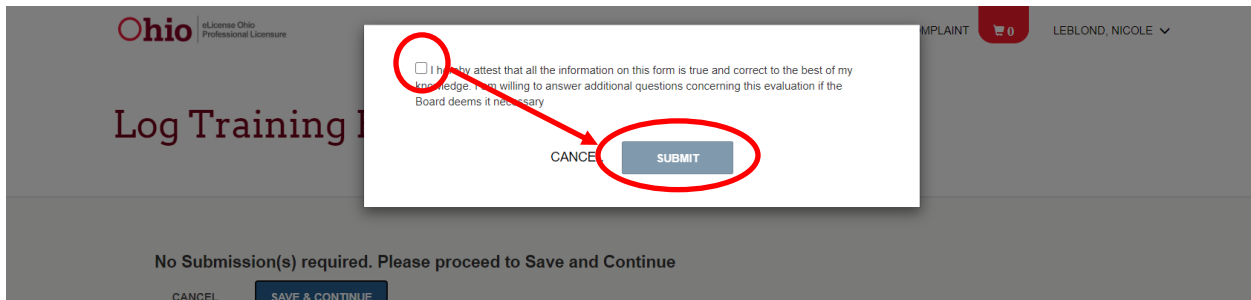 Ohio eLicense Ohio
Professional Licensure
MPLAINT 0 LEBLOND, NICOLE
I hereby attest that all the information on this form is true and correct to the best of my
knowledge. I am willing to answer additional questions concerning this evaluation if the
Board deems it necessary
Log Training
CANCEL SUBMIT
No Submission(s) required. Please proceed to Save and Continue
CANCEL SAVE & CONTINUE